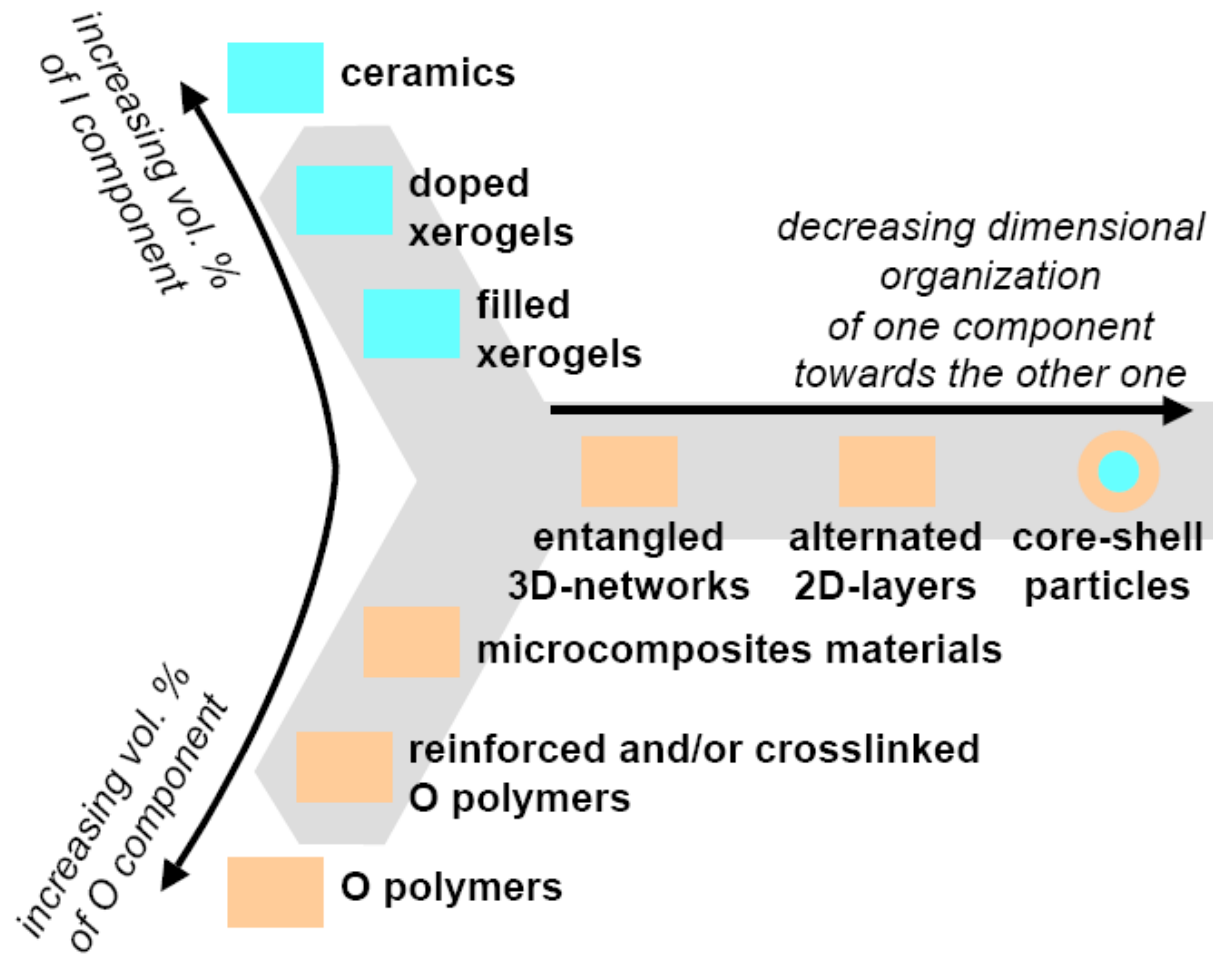 increasing vol. %
of I component
ceramics
doped
xerogels
filled
xerogels
decreasing dimensional
organization
of one component
towards the other one
entangled
3D-networks
alternated
2D-layers
core-shell
particles
microcomposites materials
reinforced and/or crosslinked
O polymers
O polymers
increasing vol. %
of O component